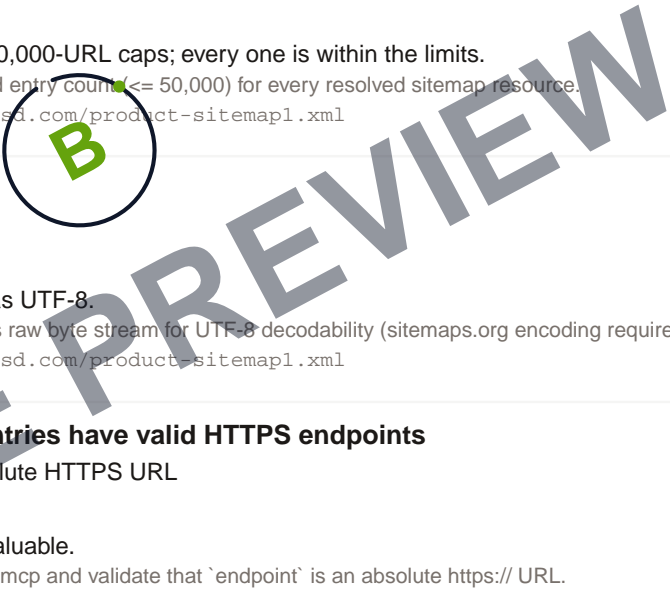 0,000-URL caps; every one is within the limits.
d entry count (<= 50,000) for every resolved sitemap resource.
sd.com/product-sitemap1.xml
B
PREVIEW
s UTF-8.
s raw byte stream for UTF-8 decodability (sitemaps.org encoding require
sd.com/product-sitemap1.xml
ntries have valid HTTPS endpoints
lute HTTPS URL
aluable.
mcp and validate that `endpoint` is an absolute https:// URL.